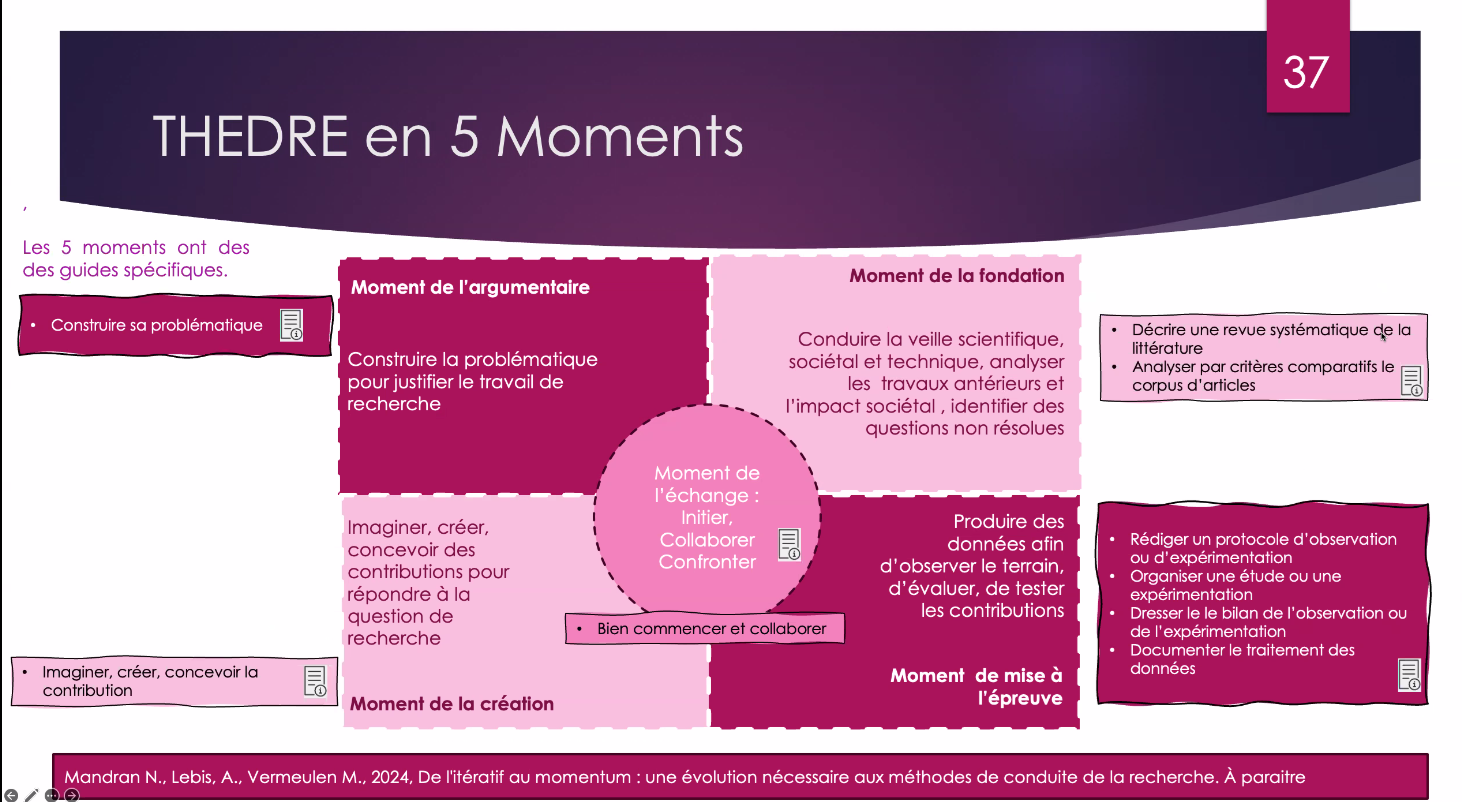 37
THEDRE en 5 Moments
,
Les 5 moments ont des
des guides spécifiques.
• Construire sa problématique
Moment de l'argumentaire
Construire la problématique
pour justifier le travail de
recherche
Moment de la fondation
Conduire la veille scientifique,
sociétal et technique, analyser
les travaux antérieurs et
l'impact sociétal , identifier des
questions non résolues
• Décrire une revue systématique de la
littérature
• Analyser par critères comparatifs le
corpus d'articles
Moment de
l'échange :
Initier,
Collaborer
Confronter
• Bien commencer et collaborer
Imaginer, créer,
concevoir des
contributions pour
répondre à la
question de
recherche
Moment de la création
• Imaginer, créer, concevoir la
contribution
Produire des
données afin
d'observer le terrain,
d'évaluer, de tester
les contributions
Moment de mise à
l'épreuve
• Rédiger un protocole d'observation
ou d'expérimentation
• Organiser une étude ou une
expérimentation
• Dresser le le bilan de l'observation ou
de l'expérimentation
• Documenter le traitement des
données
Mandran N., Lebis, A., Vermeulen M., 2024, De l'itératif au momentum : une évolution nécessaire aux méthodes de conduite de la recherche. À paraitre